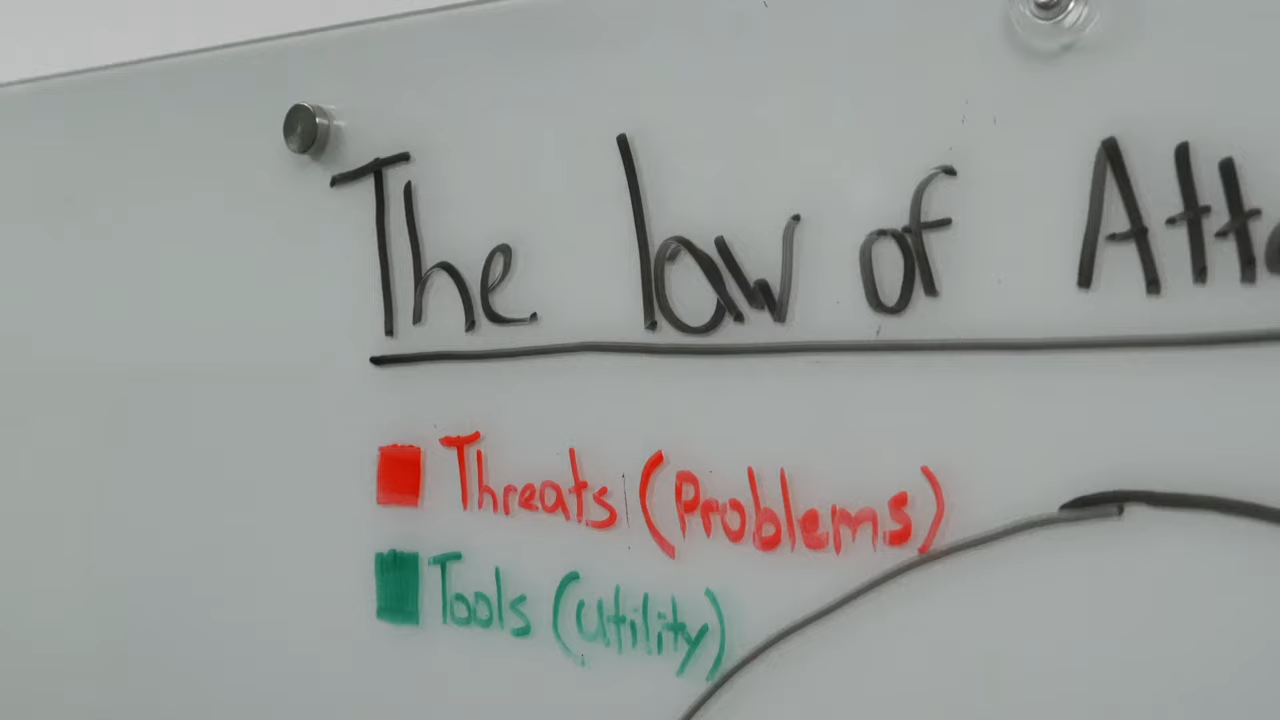 The law of Att
Threats (Problems)
Tools (Utility)